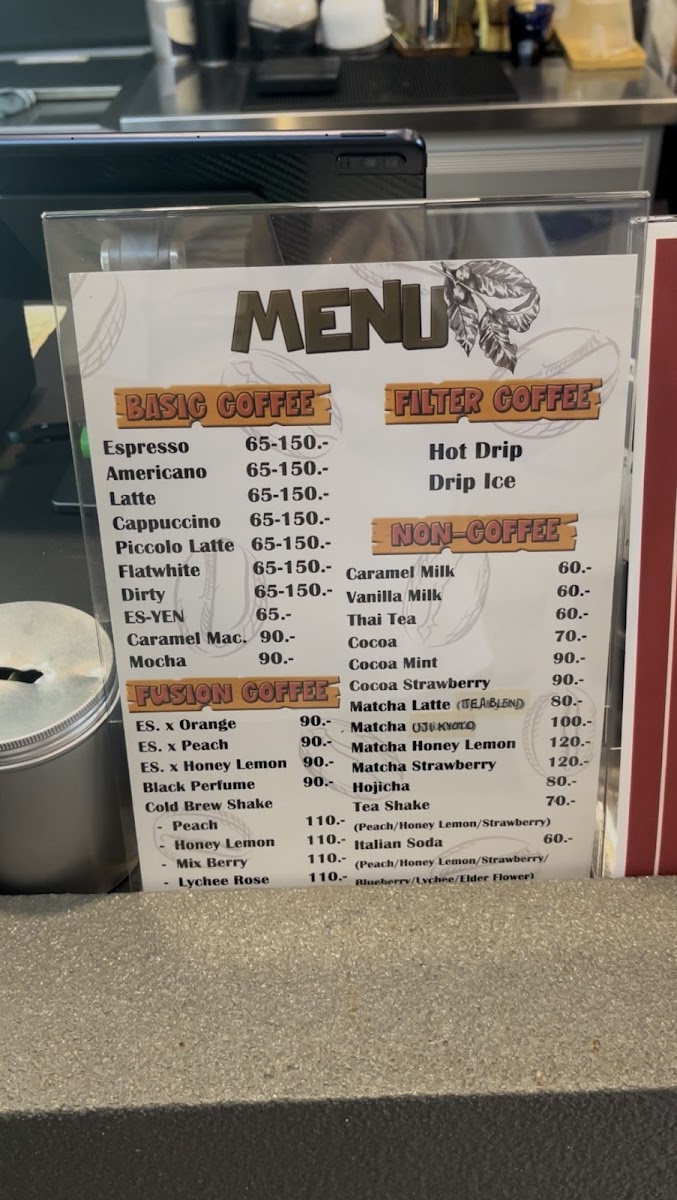 MENU
BASIC COFFEE
Espresso 65-150.-
Americano 65-150.-
Latte 65-150.-
Cappuccino 65-150.-
Piccolo Latte 65-150.-
Flatwhite 65-150.-
Dirty 65-150.-
ES-YEN 65.-
Caramel Mac. 90.-
Mocha 90.-
FUSION COFFEE
ES. x Orange 90.-
ES. x Peach 90.-
ES. x Honey Lemon 90.-
Black Perfume 90.-
Cold Brew Shake
- Peach 110.-
- Honey Lemon 110.-
- Mix Berry 110.-
- Lychee Rose 110.-
FILTER COFFEE
Hot Drip
Drip Ice
NON-COFFEE
Caramel Milk 60.-
Vanilla Milk 60.-
Thai Tea 60.-
Cocoa 70.-
Cocoa Mint 90.-
Cocoa Strawberry 90.-
Matcha Latte (TEA BLEND) 80.-
Matcha UJI KYOTO 100.-
Matcha Honey Lemon 120.-
Matcha Strawberry 120.-
Hojicha 80.-
Tea Shake 70.-
(Peach/Honey Lemon/Strawberry)
Italian Soda 60.-
(Peach/Honey Lemon/Strawberry/
Blueberry/Lychee/Elder Flower)